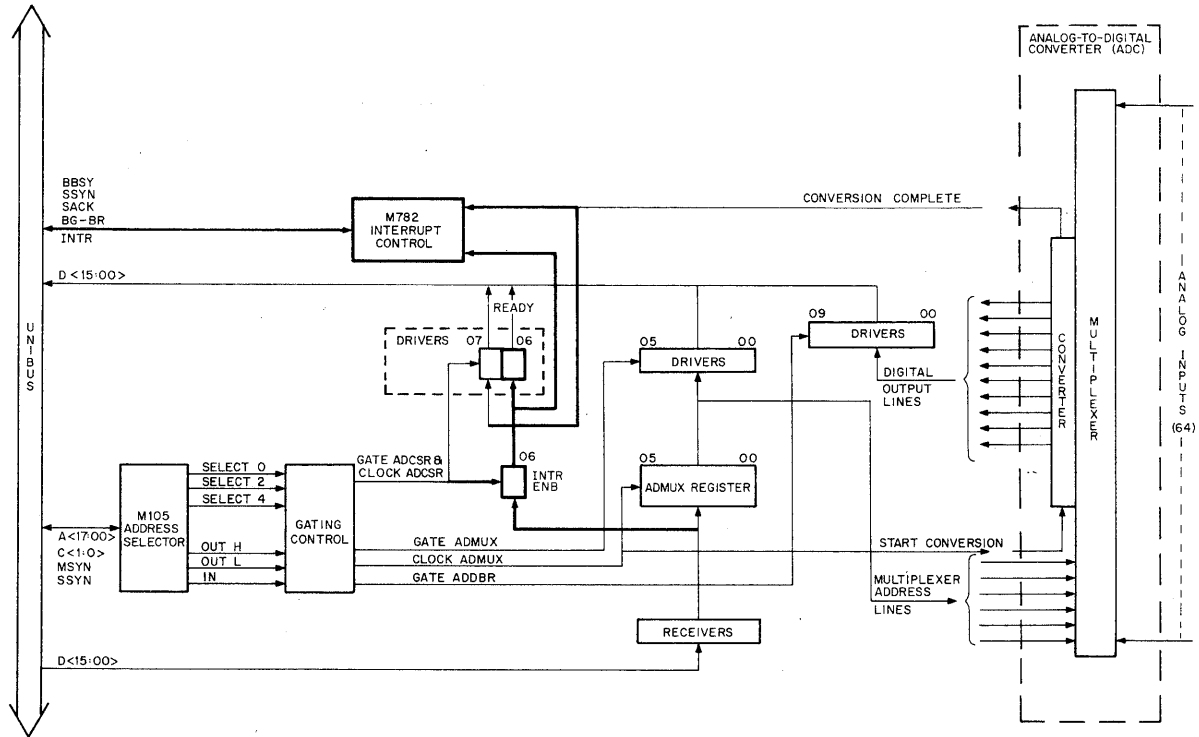 ANALOG-TO-DIGITAL
CONVERTER (ADC)
BBSY
SSYN
SACK
BG-BR
INTR
M782
INTERRUPT
CONTROL
CONVERSION COMPLETE
D <15:00>
READY
DRIVERS
07
06
09
00
DRIVERS
05
00
DRIVERS
DIGITAL
OUTPUT
LINES
CONVERTER
MULTIPLEXER
ANALOG INPUTS
(64)
UNIBUS
06
INTR
ENB
05
00
ADMUX REGISTER
GATE ADCSR &
CLOCK ADCSR
M105
ADDRESS
SELECTOR
SELECT 0
SELECT 2
SELECT 4
OUT H
OUT L
IN
GATING
CONTROL
A<17:00>
C<1:0>
MSYN
SSYN
GATE ADMUX
CLOCK ADMUX
GATE ADDBR
START CONVERSION
MULTIPLEXER
ADDRESS
LINES
RECEIVERS
D<15:00>